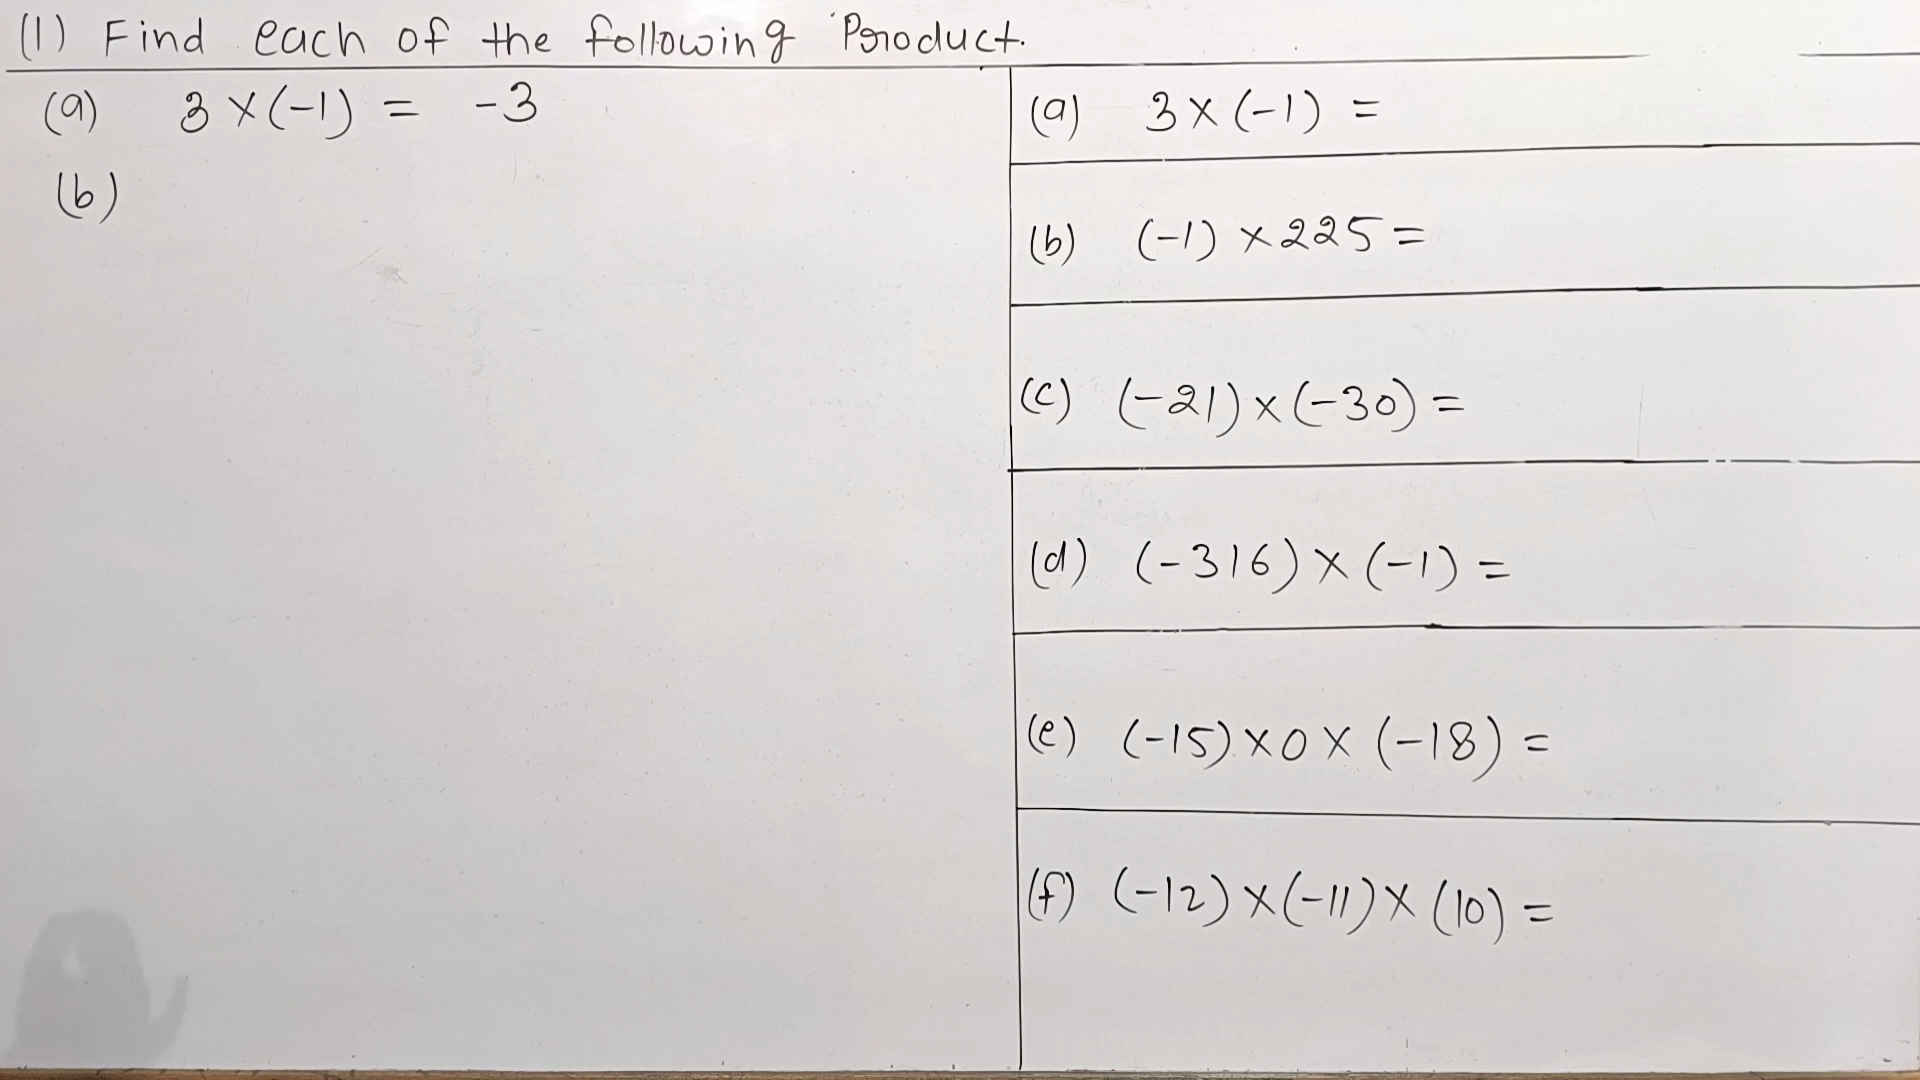 (1) Find each of the following Product.
(a) 3 × (-1) = -3
(b)
(a) 3 × (-1) =
(b) (-1) × 225 =
(c) (-21) × (-30) =
(d) (-316) × (-1) =
(e) (-15) × 0 × (-18) =
(f) (-12) × (-11) × (10) =